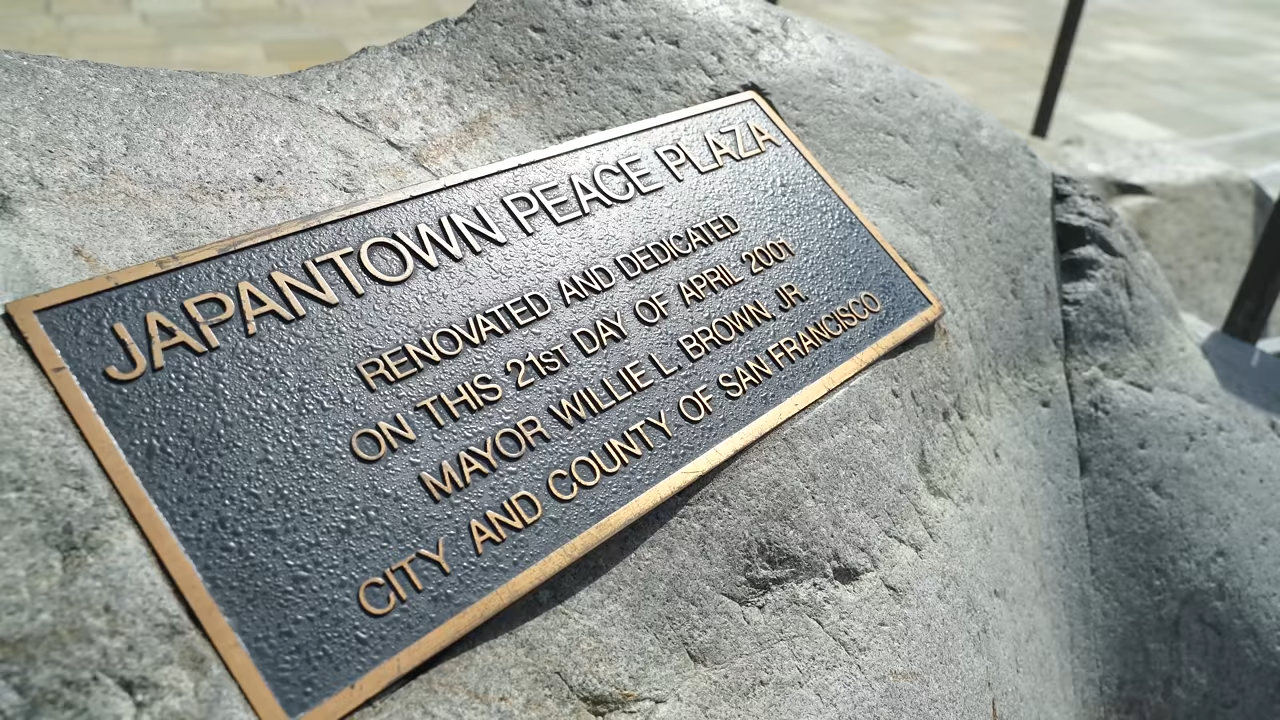 JAPANTOWN PEACE PLAZA
RENOVATED AND DEDICATED
ON THIS 21ST DAY OF APRIL 2001
MAYOR WILLIE L. BROWN. JR
CITY AND COUNTY OF SAN FRANCISCO